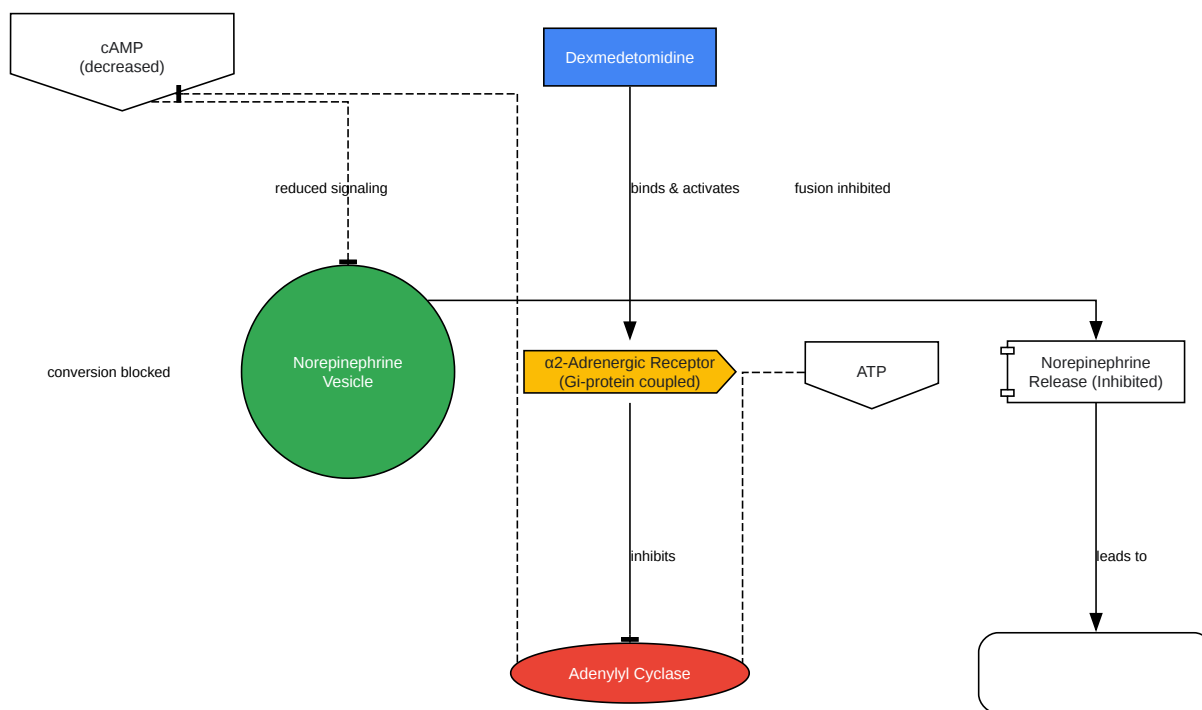 cAMP
(decreased)
Dexmedetomidine
reduced signaling
binds & activates
fusion inhibited
Norepinephrine
Vesicle
conversion blocked
α2-Adrenergic Receptor
(Gi-protein coupled)
ATP
Norepinephrine
Release (Inhibited)
inhibits
leads to
Adenylyl Cyclase